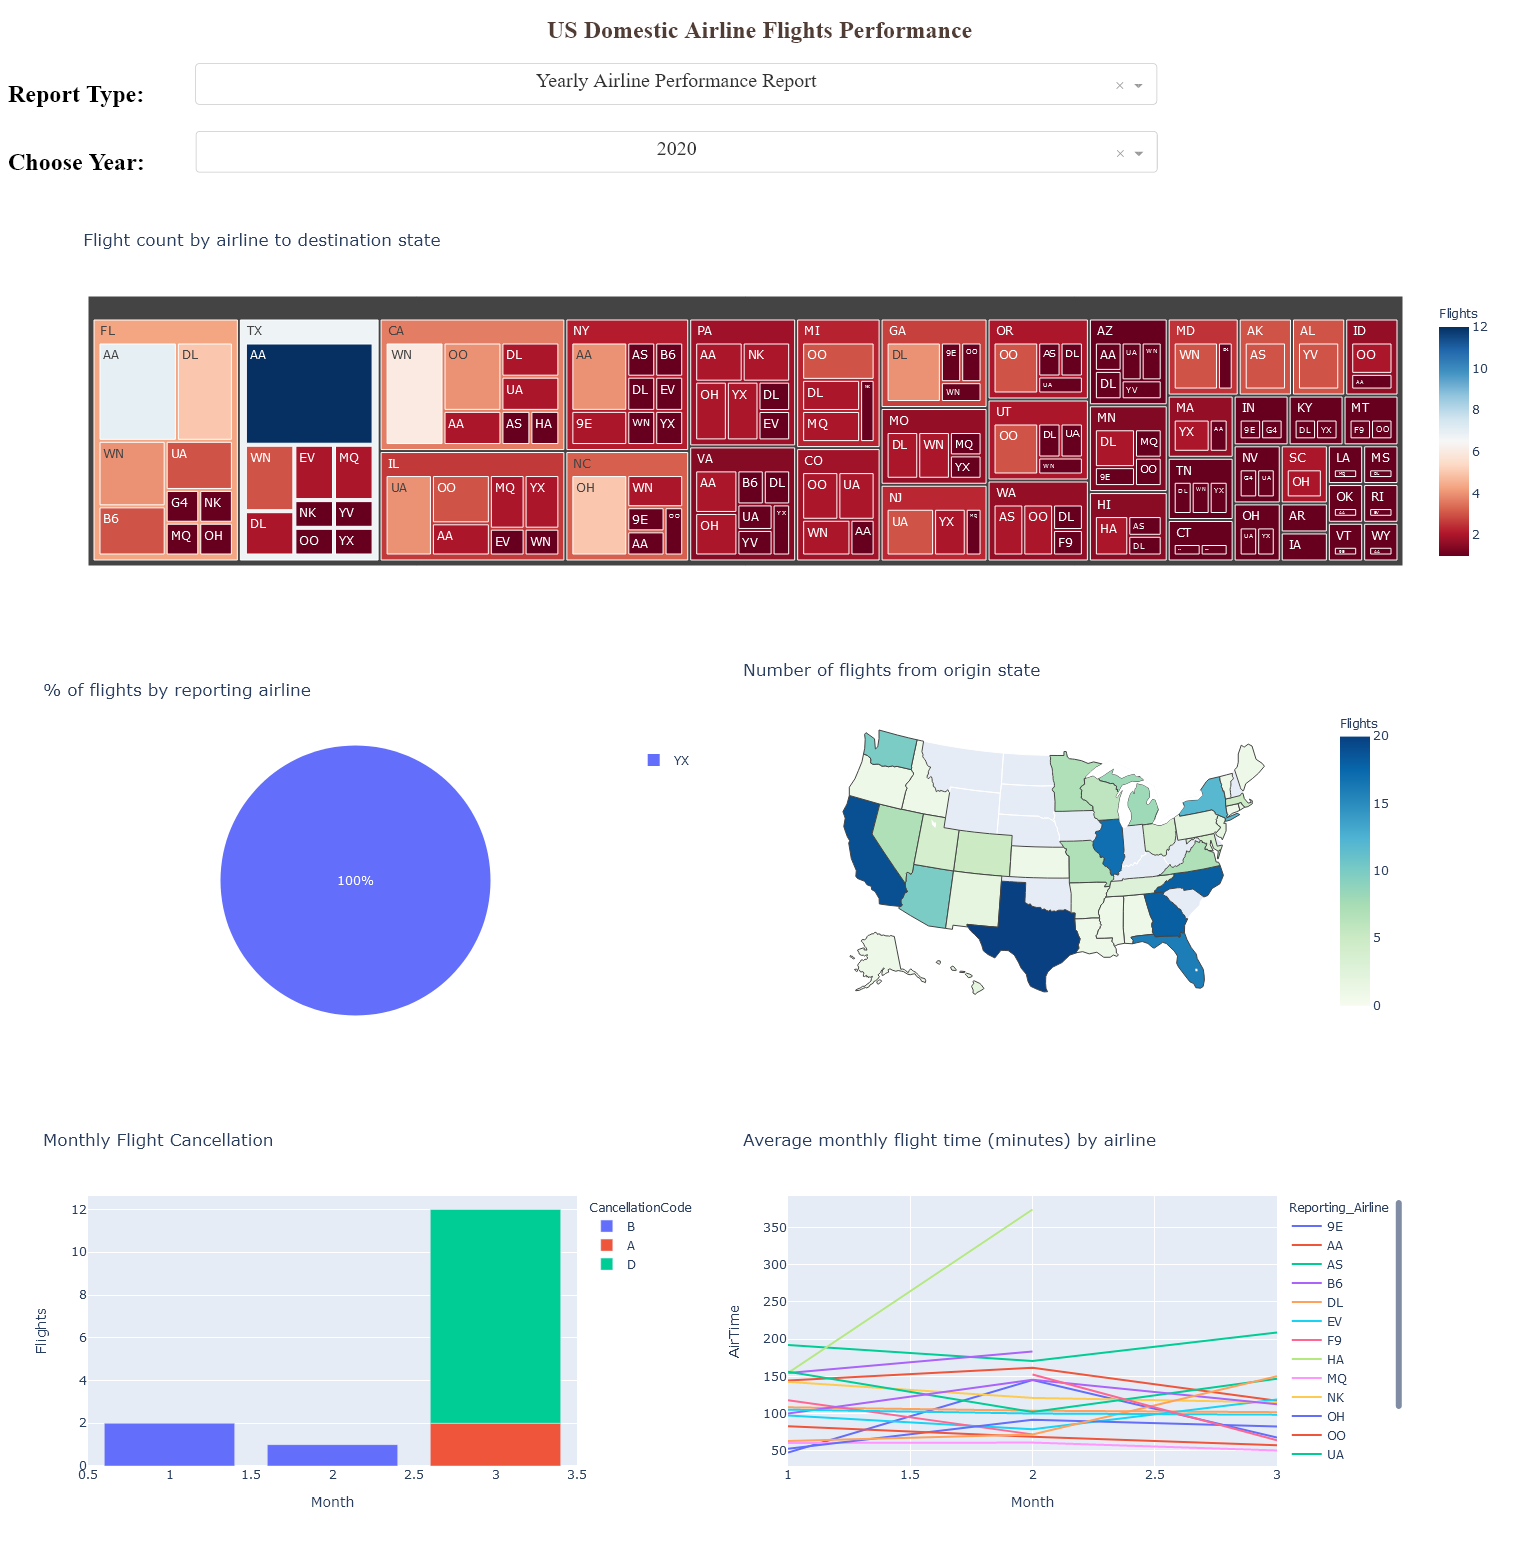 US Domestic Airline Flights Performance
Report Type:
Yearly Airline Performance Report
×
Choose Year:
2020
×
Flight count by airline to destination state
FL
AA
DL
WN
UA
B6
G4
NK
MQ
OH
TX
AA
WN
EV
MQ
DL
NK
YV
OO
YX
CA
WN
OO
DL
UA
AA
AS
HA
IL
UA
OO
MQ
YX
AA
EV
WN
NY
AA
AS
B6
DL
EV
9E
WN
YX
NC
OH
WN
9E
OO
AA
PA
AA
NK
OH
YX
DL
EV
VA
AA
B6
DL
OH
UA
YX
YV
MI
OO
DL
MQ
CO
OO
UA
WN
AA
GA
DL
9E
OO
WN
MO
DL
WN
MQ
YX
NJ
UA
YX
MQ
OR
OO
AS
DL
UA
UT
OO
DL
UA
WN
WA
AS
OO
DL
F9
AZ
AA
UA
WN
DL
YV
MN
DL
MQ
9E
OO
HI
HA
AS
DL
MD
WN
MA
YX
AA
TN
DL
WN
YX
CT
AK
AS
AL
YV
ID
OO
AA
IN
9E
G4
KY
DL
YX
MT
F9
OO
NV
G4
UA
SC
OH
LA
MS
OH
UA
YX
AR
IA
OK
RI
VT
WY
Flights
12
10
8
6
4
2
% of flights by reporting airline
YX
100%
Number of flights from origin state
Flights
20
15
10
5
0
Monthly Flight Cancellation
Flights
12
10
8
6
4
2
0
0.5
1
1.5
2
2.5
3
3.5
Month
CancellationCode
B
A
D
Average monthly flight time (minutes) by airline
AirTime
350
300
250
200
150
100
50
1
1.5
2
2.5
3
Month
Reporting_Airline
9E
AA
AS
B6
DL
EV
F9
HA
MQ
NK
OH
OO
UA